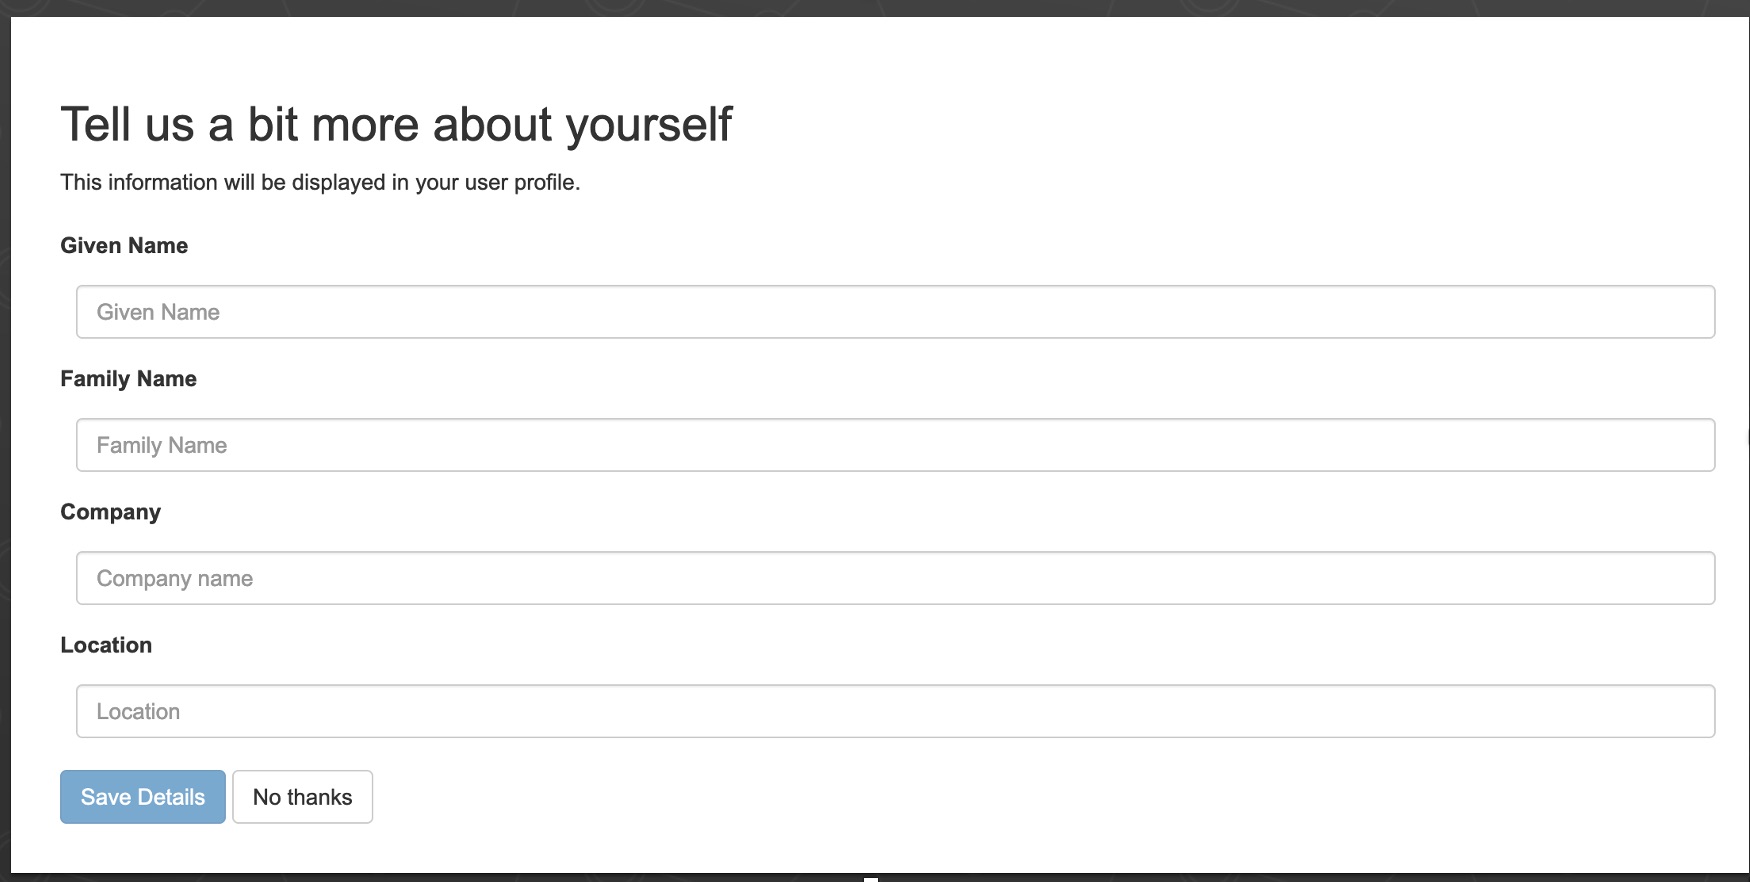 Tell us a bit more about yourself
This information will be displayed in your user profile.
Given Name
Given Name
Family Name
Family Name
Company
Company name
Location
Location
Save Details No thanks